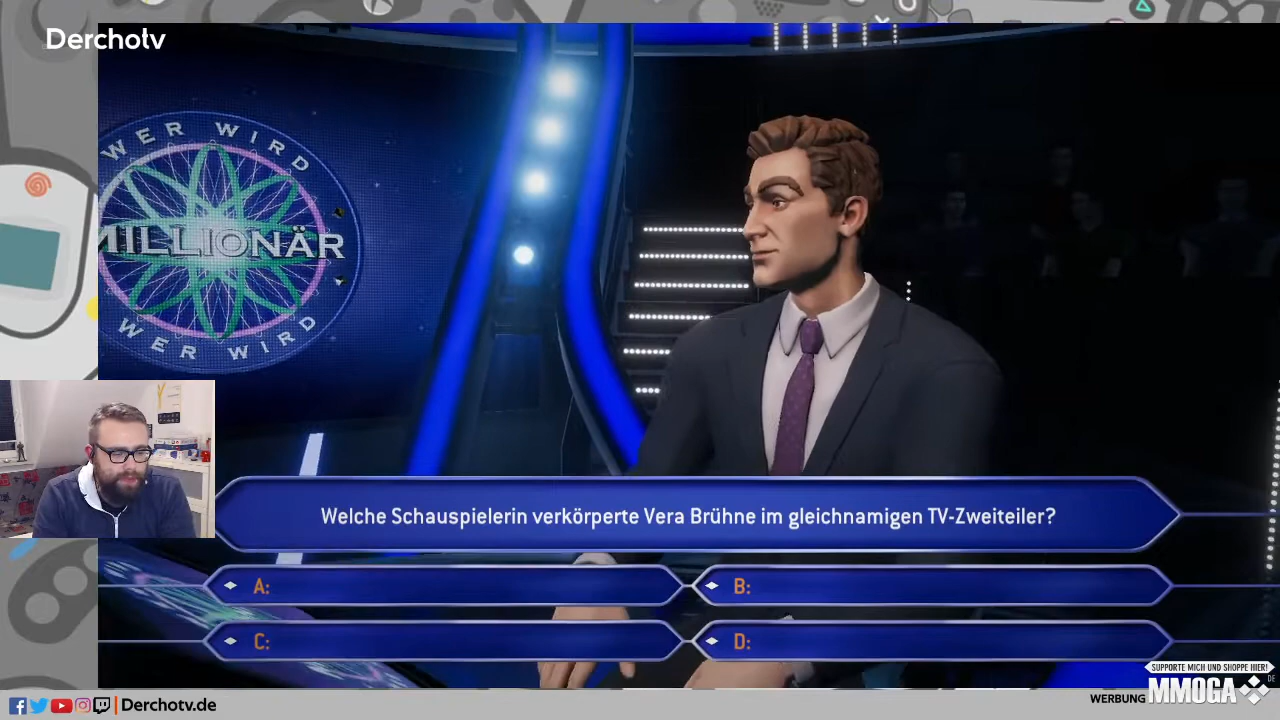 Derchotv
WER WIRD
MILLIONÄR
WER WIRD
Welche Schauspielerin verkörperte Vera Brühne im gleichnamigen TV-Zweiteiler?
A:
B:
C:
D:
SUPPORTE MICH UND SHOPPE HIER!
WERBUNG MMOGA DE
Derchotv.de